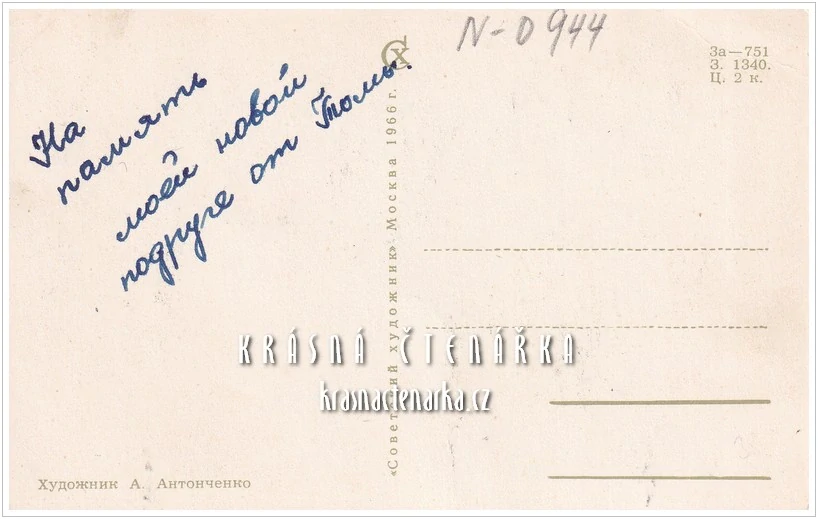 На
память
моей новой
подруге от Томы.
N-D 944
За—751
З. 1340.
Ц. 2 к.
«Советский художник» Москва 1966 г.
KRÁSNÁ ČTENÁŘKA
krasnactenarka.cz
Художник А. Антонченко